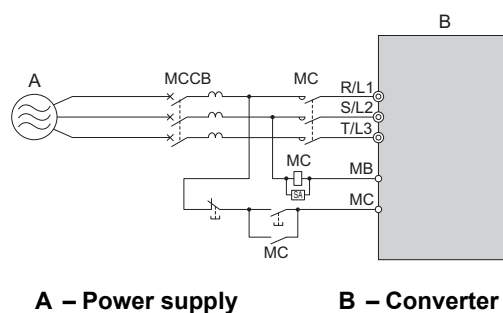 B
A
MCCB
MC
R/L1
S/L2
T/L3
MC
MB
SA
MC
MC
A – Power supply
B – Converter